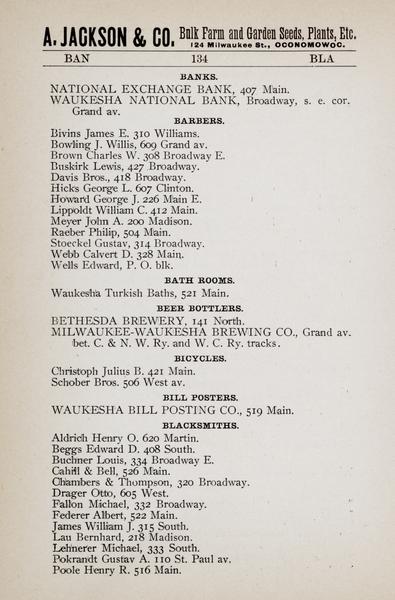 A. JACKSON & CO. Bulk Farm and Garden Seeds, Plants, Etc.
124 Milwaukee St., OCONOMOWOC.
BAN 134 BLA
BANKS.
NATIONAL EXCHANGE BANK, 407 Main.
WAUKESHA NATIONAL BANK, Broadway, s. e. cor.
Grand av.
BARBERS.
Bivins James E. 310 Williams.
Bowling J. Willis, 609 Grand av.
Brown Charles W. 308 Broadway E.
Buskirk Lewis, 427 Broadway.
Davis Bros., 418 Broadway.
Hicks George L. 607 Clinton.
Howard George J. 226 Main E.
Lippoldt William C. 412 Main.
Meyer John A. 200 Madison.
Raeber Philip, 504 Main.
Stoeckel Gustav, 314 Broadway.
Webb Calvert D. 328 Main.
Wells Edward, P. O. blk.
BATH ROOMS.
Waukesha Turkish Baths, 521 Main.
BEER BOTTLERS.
BETHESDA BREWERY, 141 North.
MILWAUKEE-WAUKESHA BREWING CO., Grand av.
bet. C. & N. W. Ry. and W. C. Ry. tracks.
BICYCLES.
Christoph Julius B. 421 Main.
Schober Bros. 506 West av.
BILL POSTERS.
WAUKESHA BILL POSTING CO., 519 Main.
BLACKSMITHS.
Aldrich Henry O. 620 Martin.
Beggs Edward D. 408 South.
Buchner Louis, 334 Broadway E.
Cahill & Bell, 526 Main.
Chambers & Thompson, 320 Broadway.
Drager Otto, 605 West.
Fallon Michael, 332 Broadway.
Federer Albert, 522 Main.
James William J. 315 South.
Lau Bernhard, 218 Madison.
Lehnerer Michael, 333 South.
Pokrandt Gustav A. 110 St. Paul av.
Poole Henry R. 516 Main.